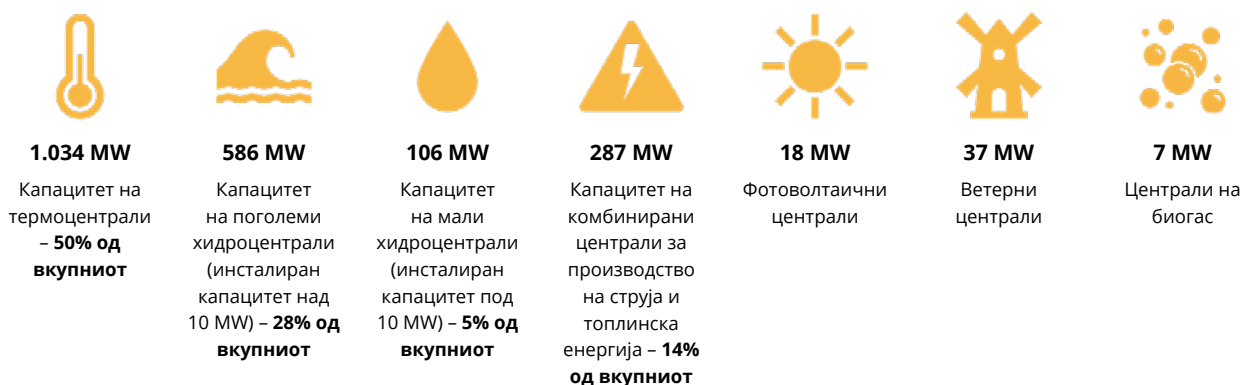 1.034 MW
Капацитет на
термоцентрали
– 50% од
вкупниот
586 MW
Капацитет
на поголеми
хидроцентрали
(инсталиран
капацитет над
10 MW) – 28% од
вкупниот
106 MW
Капацитет
на мали
хидроцентрали
(инсталиран
капацитет под
10 MW) – 5% од
вкупниот
287 MW
Капацитет на
комбинирани
централи за
производство
на струја и
топлинска
енергија – 14%
од вкупниот
18 MW
Фотоволтаични
централи
37 MW
Ветерни
централи
7 MW
Централи на
биогас